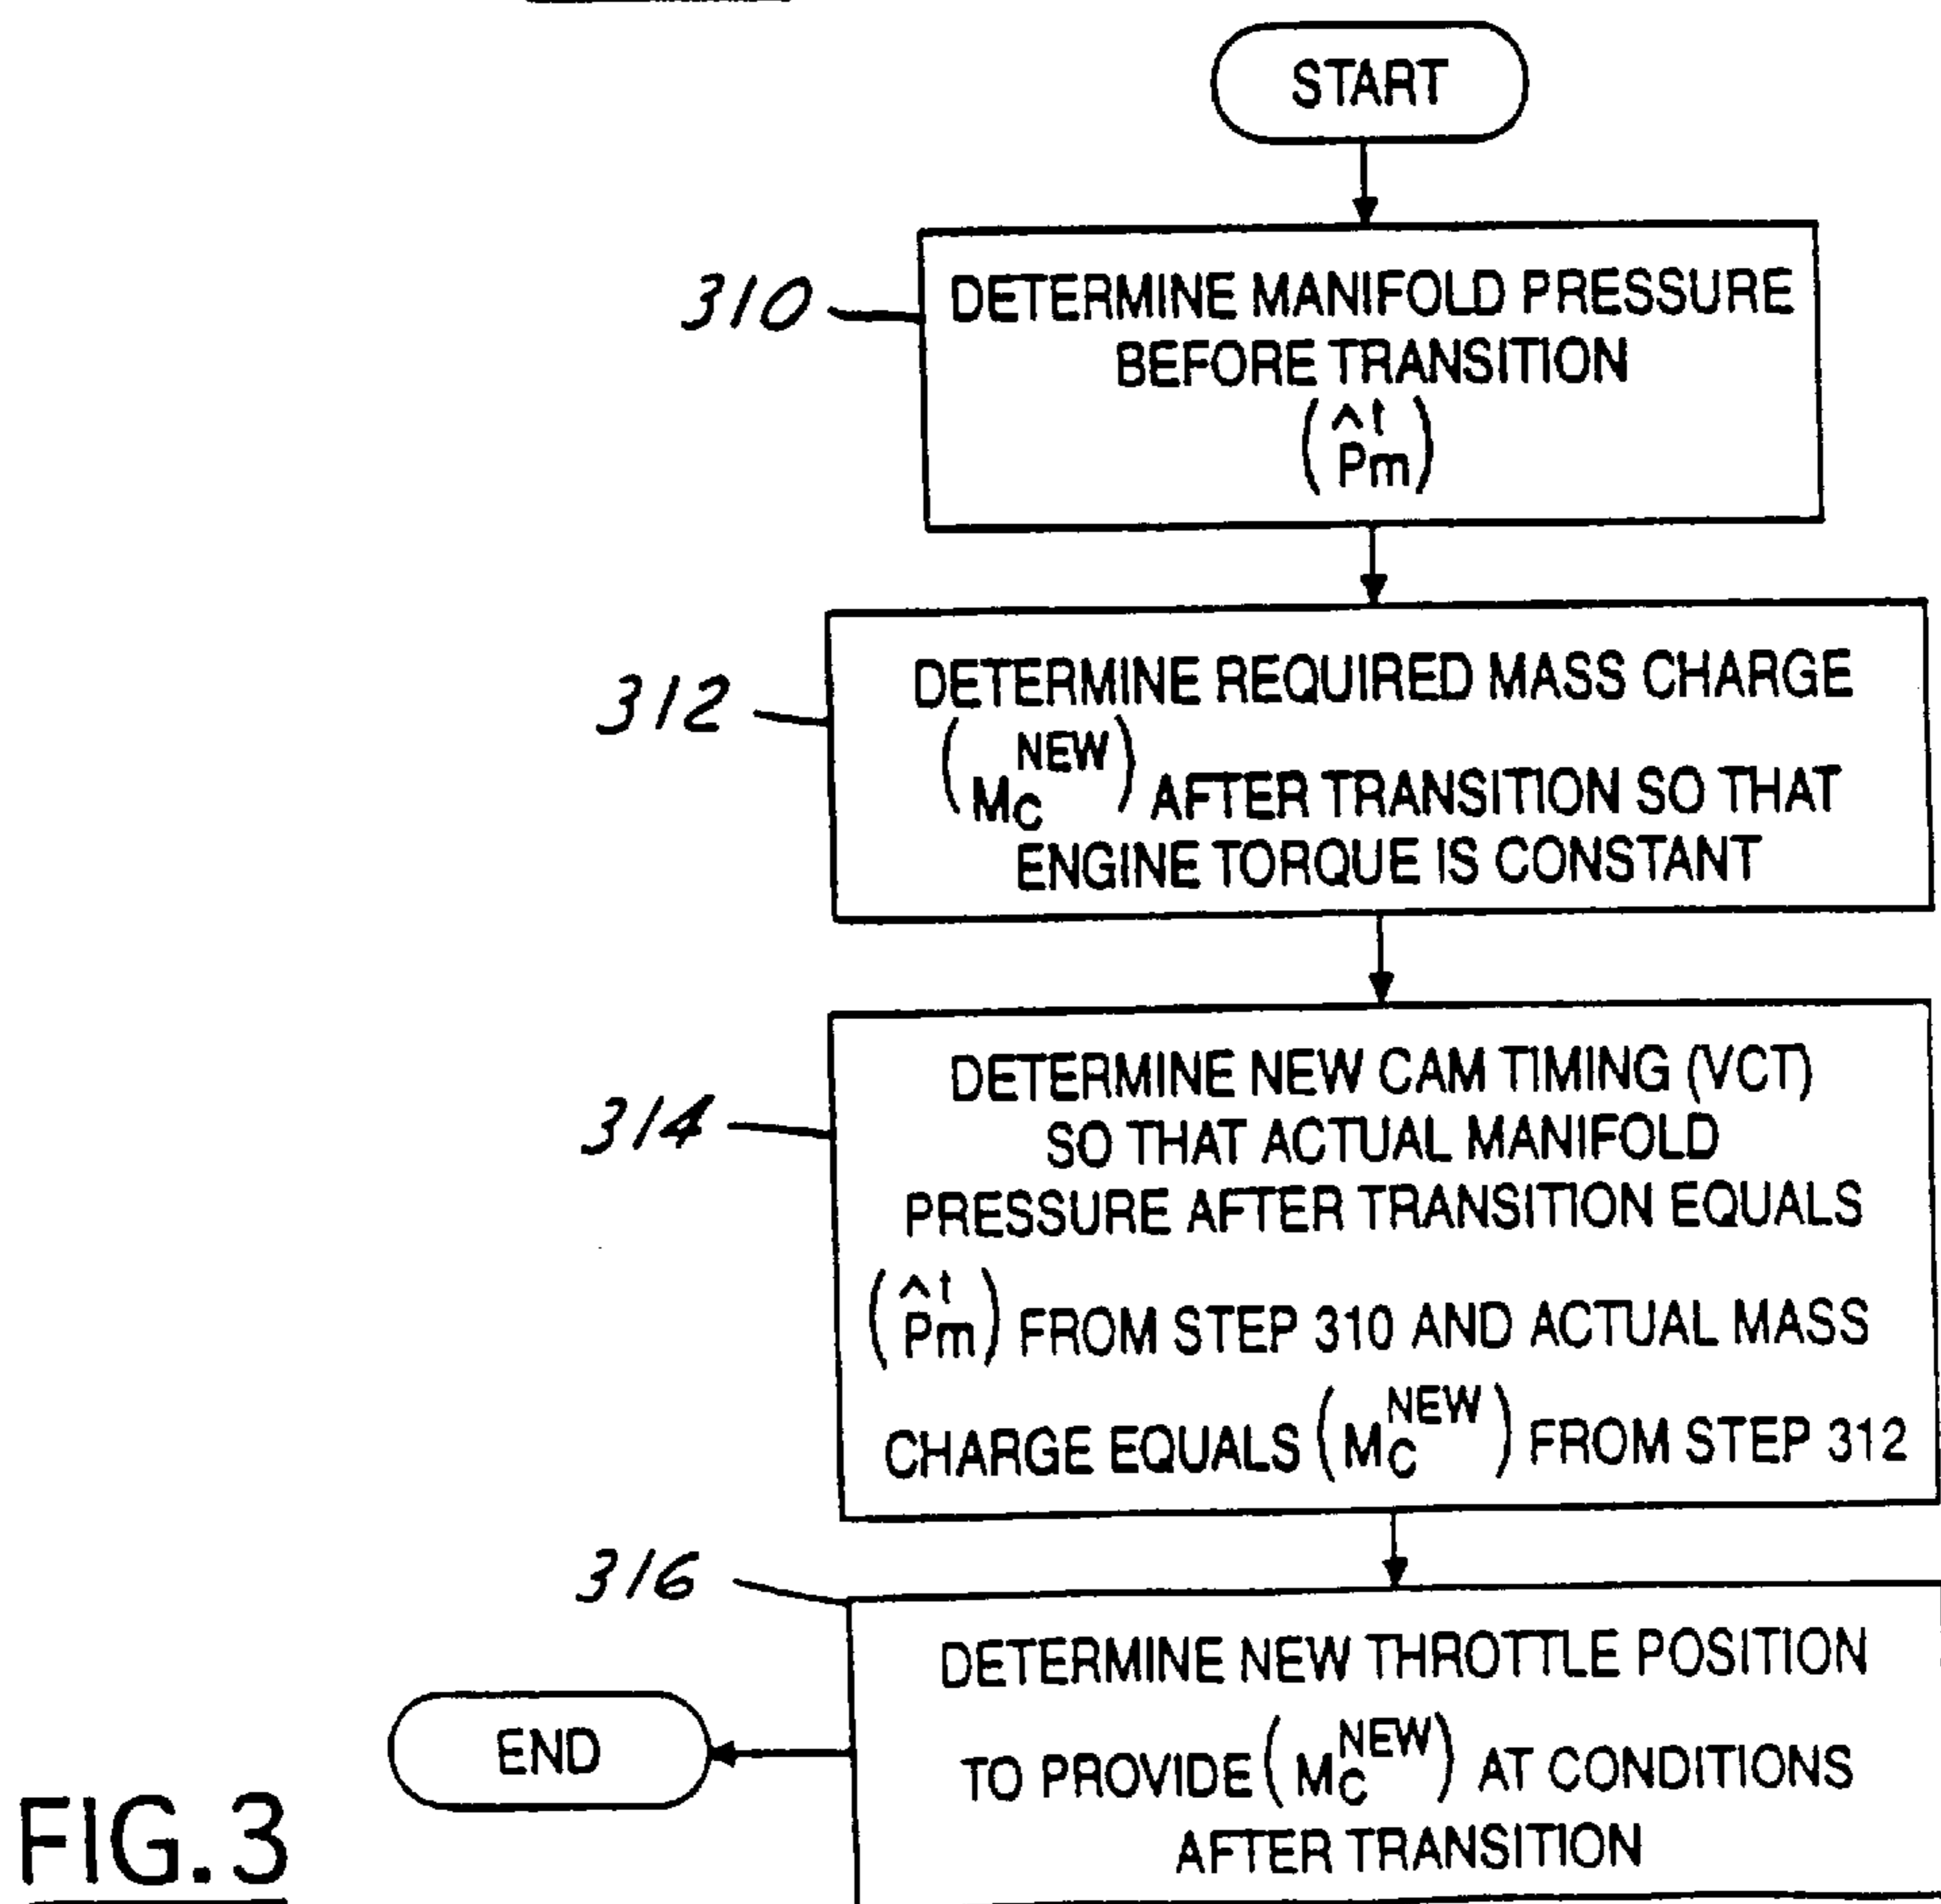 START
310
DETERMINE MANIFOLD PRESSURE
BEFORE TRANSITION
(P̂m^t)
312
DETERMINE REQUIRED MASS CHARGE
(Mc^NEW) AFTER TRANSITION SO THAT
ENGINE TORQUE IS CONSTANT
314
DETERMINE NEW CAM TIMING (VCT)
SO THAT ACTUAL MANIFOLD
PRESSURE AFTER TRANSITION EQUALS
(P̂m^t) FROM STEP 310 AND ACTUAL MASS
CHARGE EQUALS (Mc^NEW) FROM STEP 312
316
DETERMINE NEW THROTTLE POSITION
TO PROVIDE (Mc^NEW) AT CONDITIONS
AFTER TRANSITION
END
FIG.3